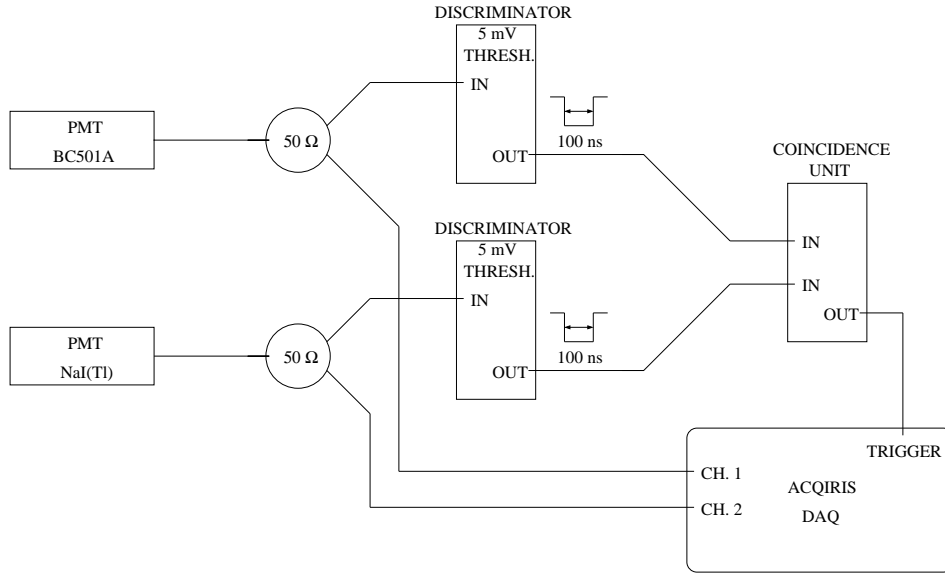 DISCRIMINATOR
5 mV
THRESH.
IN
OUT
100 ns
PMT
BC501A
50 Ω
COINCIDENCE
UNIT
IN
IN
OUT
DISCRIMINATOR
5 mV
THRESH.
IN
OUT
100 ns
PMT
NaI(Tl)
50 Ω
TRIGGER
CH. 1
CH. 2
ACQIRIS
DAQ